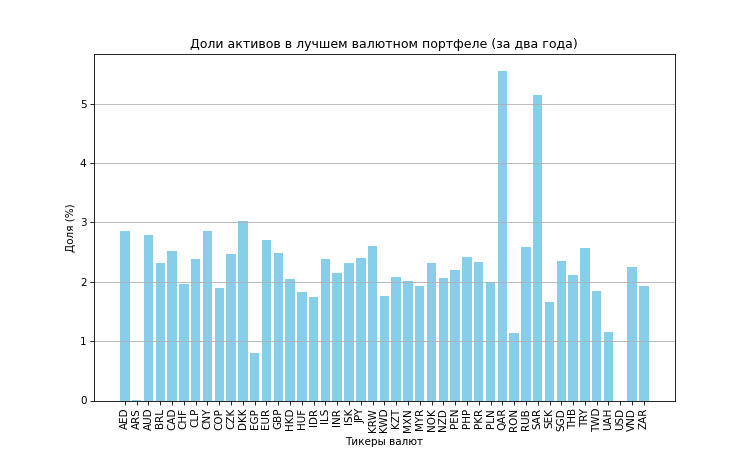 Доли активов в лучшем валютном портфеле (за два года)
Доля (%)
5
4
3
2
1
0
AED ARS AUD BRL CAD CHF CLP CNY COP CZK DKK EGP EUR GBP HKD HUF IDR ILS INR ISK JPY KRW KWD KZT MXN MYR NOK NZD PEN PHP PKR PLN QAR RON RUB SAR SEK SGD THB TRY TWD UAH USD VND ZAR
Тикеры валют